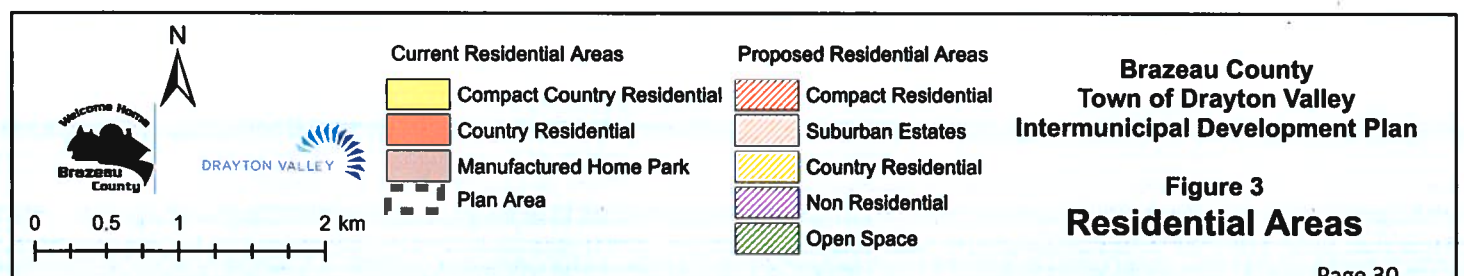 N
Welcome Home
Brazeau
County
DRAYTON VALLEY
0 0.5 1 2 km
Current Residential Areas
Compact Country Residential
Country Residential
Manufactured Home Park
Plan Area
Proposed Residential Areas
Compact Residential
Suburban Estates
Country Residential
Non Residential
Open Space
Brazeau County
Town of Drayton Valley
Intermunicipal Development Plan
Figure 3
Residential Areas
Page 30